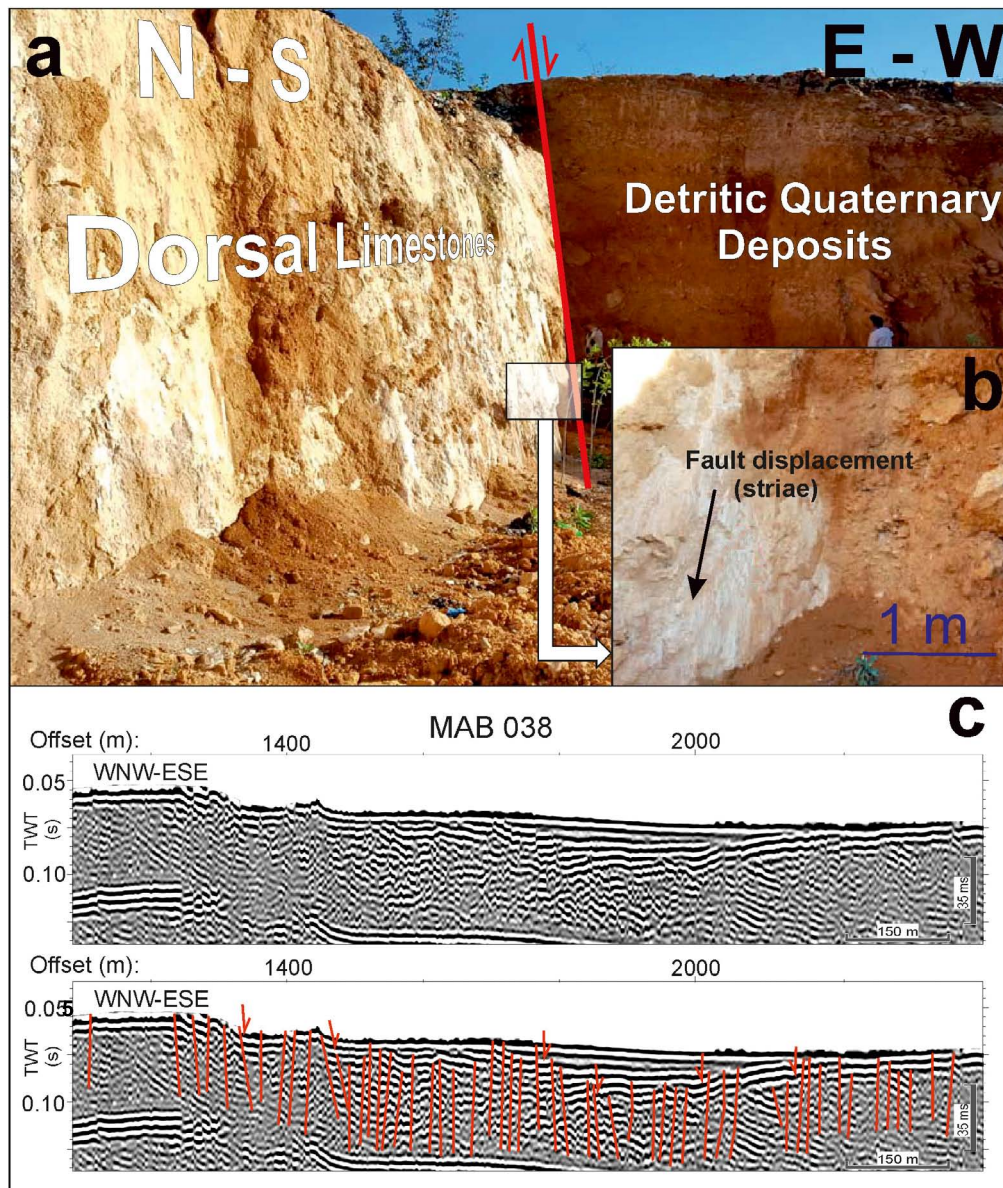 a
N - S
E - W
Dorsal Limestones
Detritic Quaternary
Deposits
b
Fault displacement
(striae)
1 m
c
MAB 038
Offset (m):
1400
2000
WNW-ESE
0.05
TWT
(s)
0.10
35 ms
150 m
Offset (m):
1400
2000
WNW-ESE
0.05
TWT
(s)
0.10
35 ms
150 m